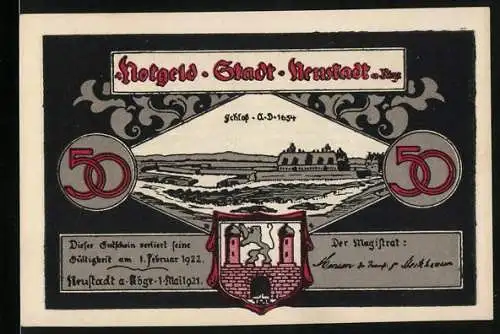 Notgeld - Stadt - Neustadt a. Rbge.
Schloß - A - D - 1654
50
50
Dieser Gutschein verliert seine
Gültigkeit am 1. Februar 1922.
Neustadt a. Rbge. 1. Mai 1921.
Der Magistrat: